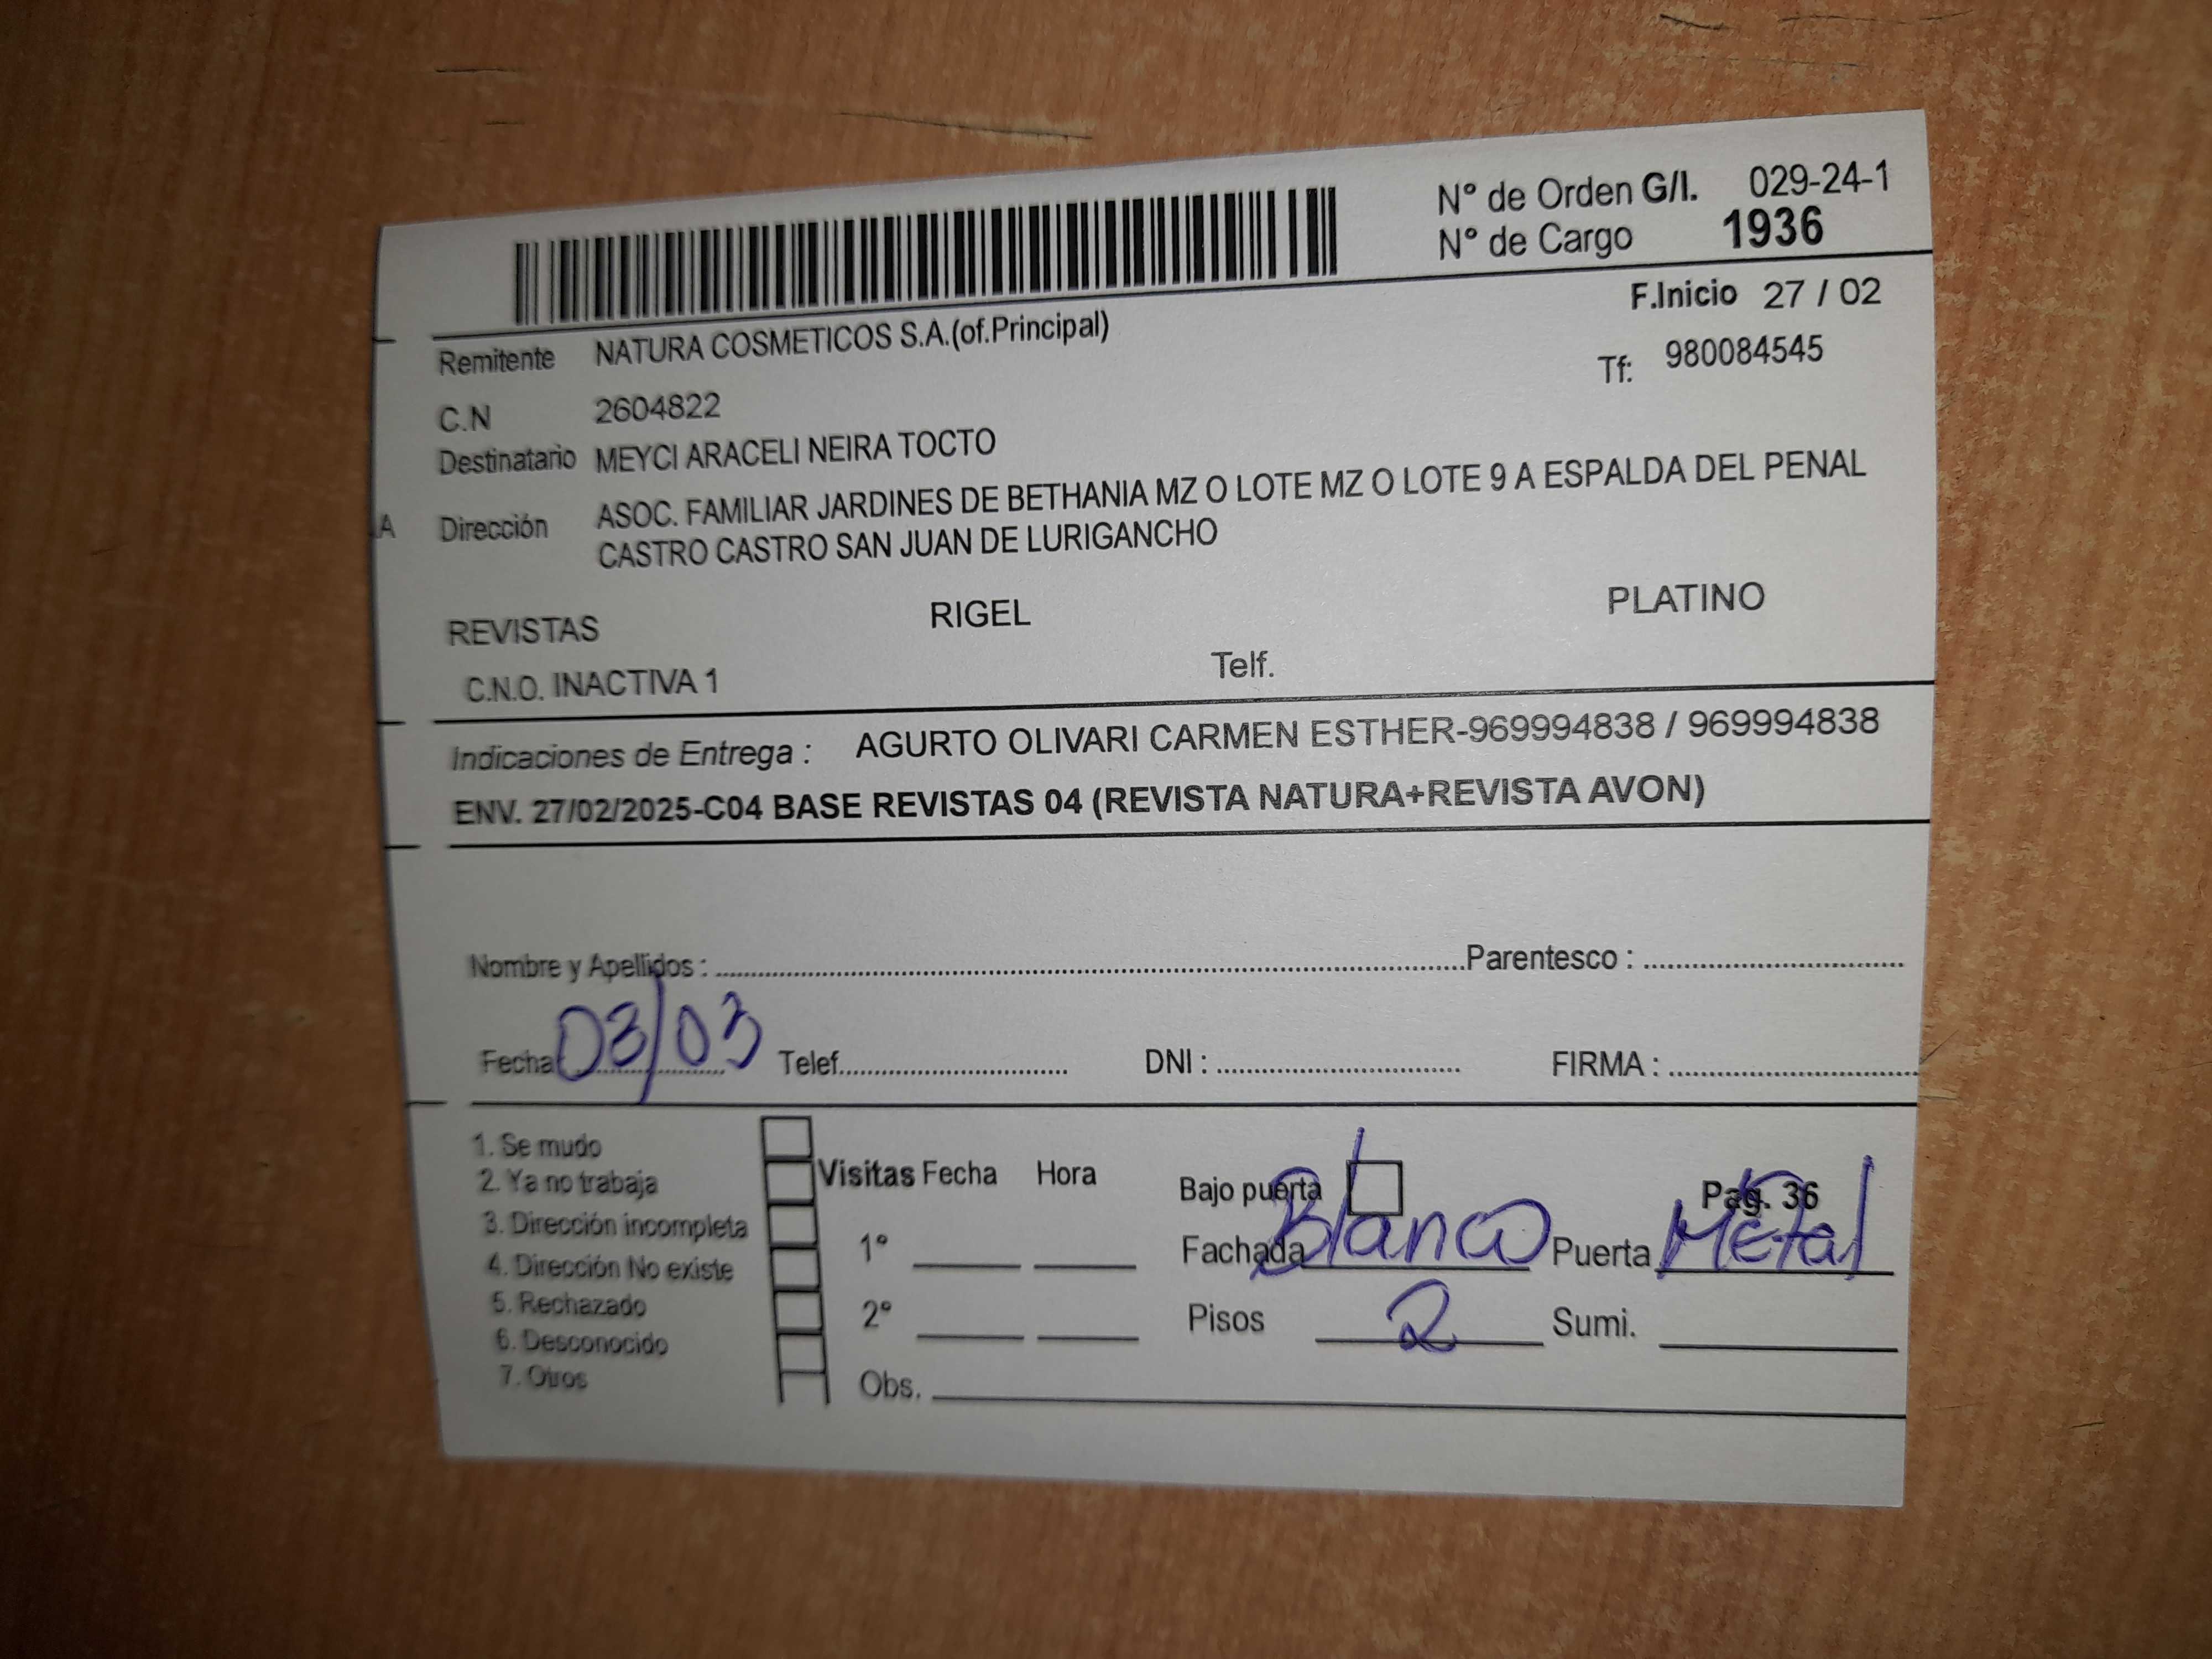 N° de Orden G/I. 029-24-1
N° de Cargo 1936
F.Inicio 27 / 02
Remitente NATURA COSMETICOS S.A.(of.Principal)
Tf: 980084545
C.N 2604822
Destinatario MEYCI ARACELI NEIRA TOCTO
A
Dirección ASOC. FAMILIAR JARDINES DE BETHANIA MZ O LOTE MZ O LOTE 9 A ESPALDA DEL PENAL
CASTRO CASTRO SAN JUAN DE LURIGANCHO
REVISTAS RIGEL PLATINO
C.N.O. INACTIVA 1 Telf.
Indicaciones de Entrega : AGURTO OLIVARI CARMEN ESTHER-969994838 / 969994838
ENV. 27/02/2025-C04 BASE REVISTAS 04 (REVISTA NATURA+REVISTA AVON)
Nombre y Apellidos : Parentesco :
Fecha 03/03 Telef. DNI : FIRMA :
1. Se mudo
2. Ya no trabaja
3. Dirección incompleta
4. Dirección No existe
5. Rechazado
6. Desconocido
7. Otros
Visitas Fecha Hora
1°
2°
Obs.
Bajo puerta Pag. 36
Fachada Blanco Puerta Metal
Pisos 2 Sumi.